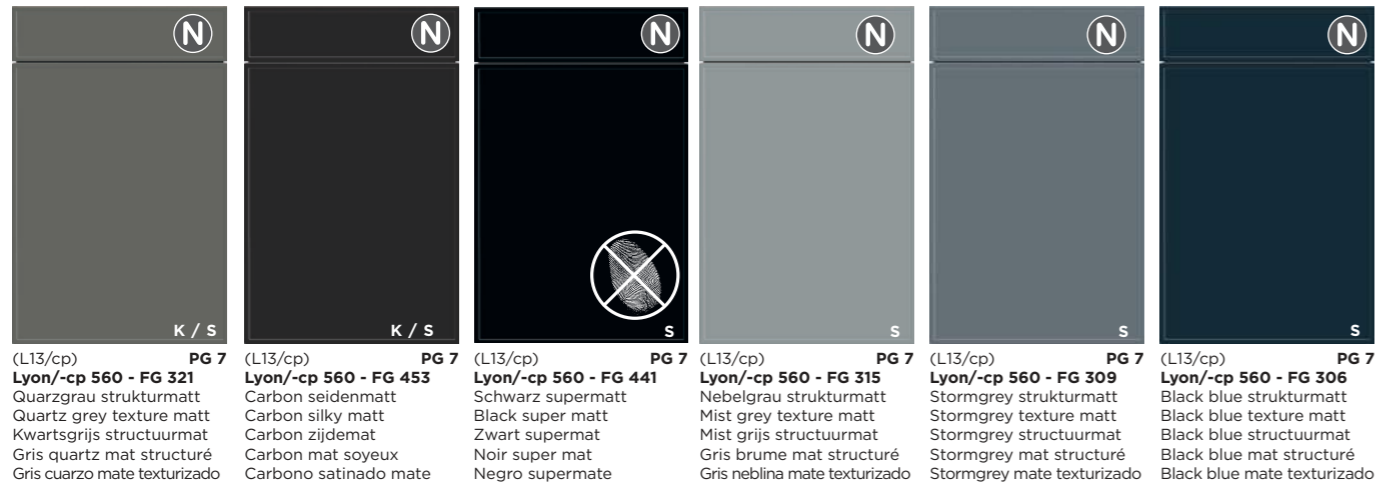 N
K / S
(L13/cp) PG 7
Lyon/-cp 560 - FG 321
Quarzgrau strukturmatt
Quartz grey texture matt
Kwartsgrijs structuurmat
Gris quartz mat structuré
Gris cuarzo mate texturizado
N
K / S
(L13/cp) PG 7
Lyon/-cp 560 - FG 453
Carbon seidenmatt
Carbon silky matt
Carbon zijdemat
Carbon mat soyeux
Carbono satinado mate
N
S
(L13/cp) PG 7
Lyon/-cp 560 - FG 441
Schwarz supermatt
Black super matt
Zwart supermat
Noir super mat
Negro supermate
N
S
(L13/cp) PG 7
Lyon/-cp 560 - FG 315
Nebelgrau strukturmatt
Mist grey texture matt
Mist grijs structuurmat
Gris brume mat structuré
Gris neblina mate texturizado
N
S
(L13/cp) PG 7
Lyon/-cp 560 - FG 309
Stormgrey strukturmatt
Stormgrey texture matt
Stormgrey structuurmat
Stormgrey mat structuré
Stormgrey mate texturizado
N
S
(L13/cp) PG 7
Lyon/-cp 560 - FG 306
Black blue strukturmatt
Black blue texture matt
Black blue structuurmat
Black blue mat structuré
Black blue mate texturizado